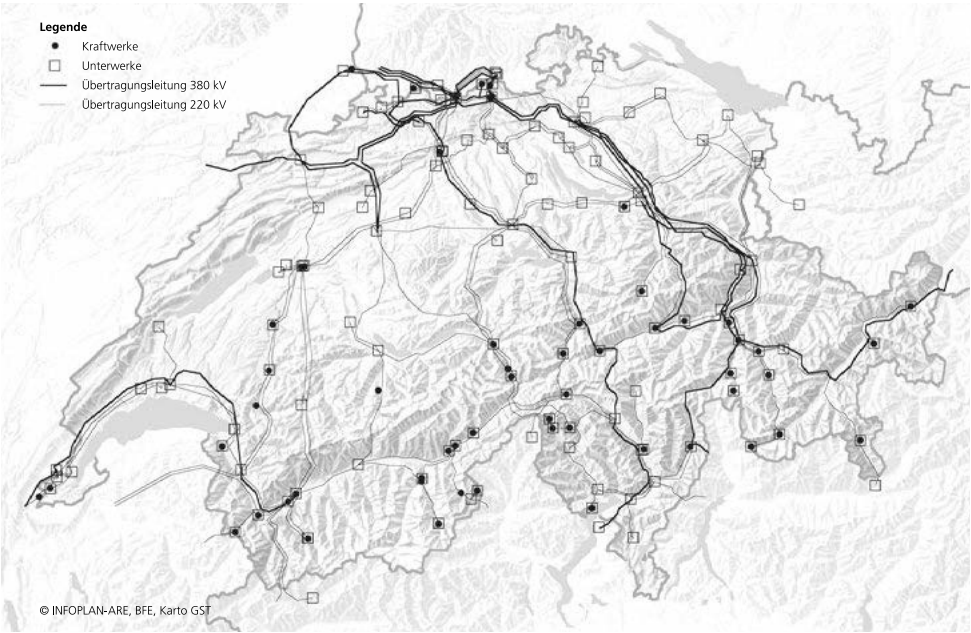 Legende
Kraftwerke
Unterwerke
Übertragungsleitung 380 kV
Übertragungsleitung 220 kV
© INFOPLAN-ARE, BFE, Karto GST